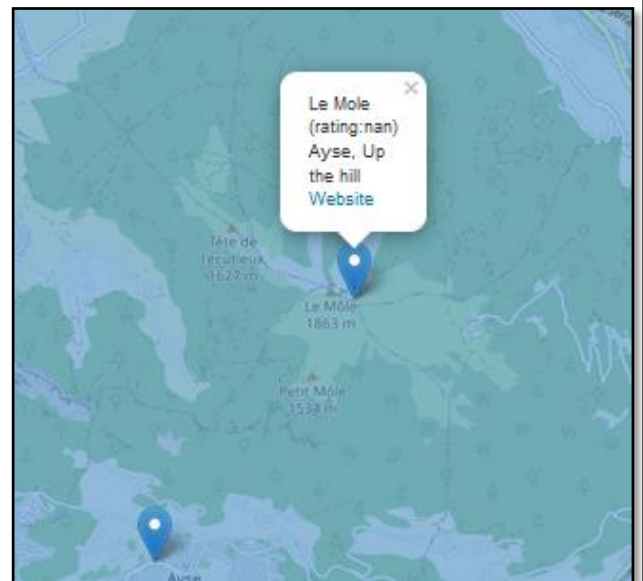 ×
Le Mole
(rating:nan)
Ayse, Up
the hill
Website
Tête de
l'écutieux
1627 m
Le Môle
1863 m
Petit Môle
1534 m
Ayse